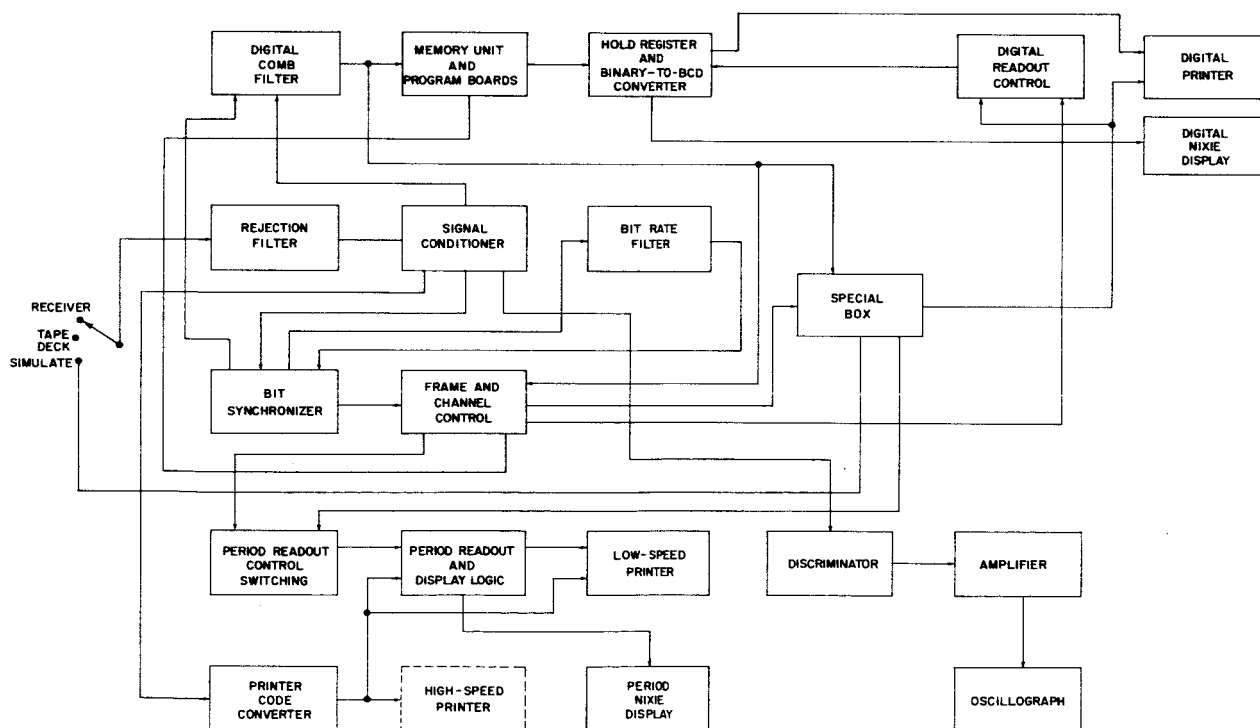 DIGITAL
COMB
FILTER
MEMORY UNIT
AND
PROGRAM BOARDS
HOLD REGISTER
AND
BINARY-TO-BCD
CONVERTER
DIGITAL
READOUT
CONTROL
DIGITAL
PRINTER
DIGITAL
NIXIE
DISPLAY
REJECTION
FILTER
SIGNAL
CONDITIONER
BIT RATE
FILTER
SPECIAL
BOX
RECEIVER
TAPE
DECK
SIMULATE
BIT
SYNCHRONIZER
FRAME AND
CHANNEL
CONTROL
PERIOD READOUT
CONTROL
SWITCHING
PERIOD READOUT
AND
DISPLAY LOGIC
LOW-SPEED
PRINTER
DISCRIMINATOR
AMPLIFIER
PRINTER
CODE
CONVERTER
HIGH-SPEED
PRINTER
PERIOD
NIXIE
DISPLAY
OSCILLOGRAPH